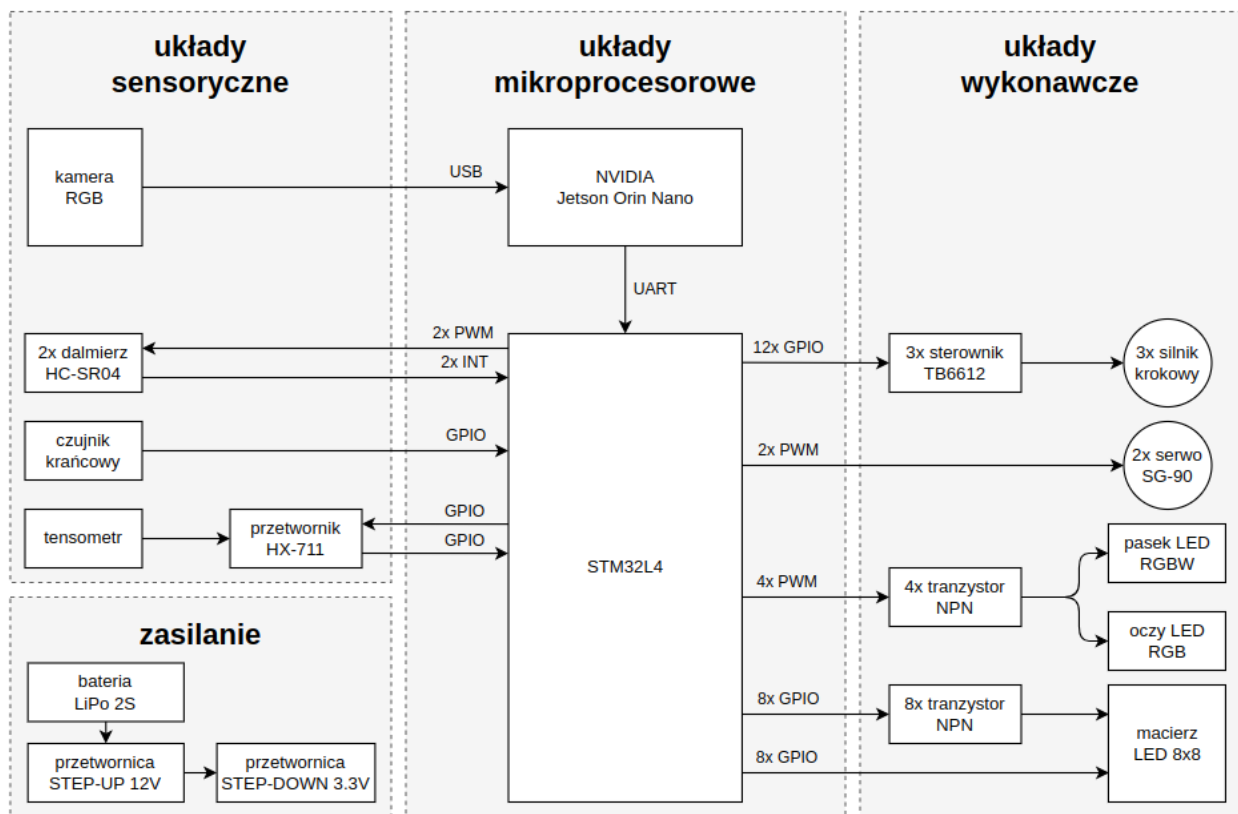 układy
sensoryczne
kamera
RGB
2x dalmierz
HC-SR04
czujnik
krańcowy
tensometr
przetwornik
HX-711
zasilanie
bateria
LiPo 2S
przetwornica
STEP-UP 12V
przetwornica
STEP-DOWN 3.3V
układy
mikroprocesorowe
USB
NVIDIA
Jetson Orin Nano
UART
2x PWM
2x INT
GPIO
GPIO
GPIO
STM32L4
12x GPIO
2x PWM
4x PWM
8x GPIO
8x GPIO
układy
wykonawcze
3x sterownik
TB6612
3x silnik
krokowy
2x serwo
SG-90
4x tranzystor
NPN
pasek LED
RGBW
oczy LED
RGB
8x tranzystor
NPN
macierz
LED 8x8